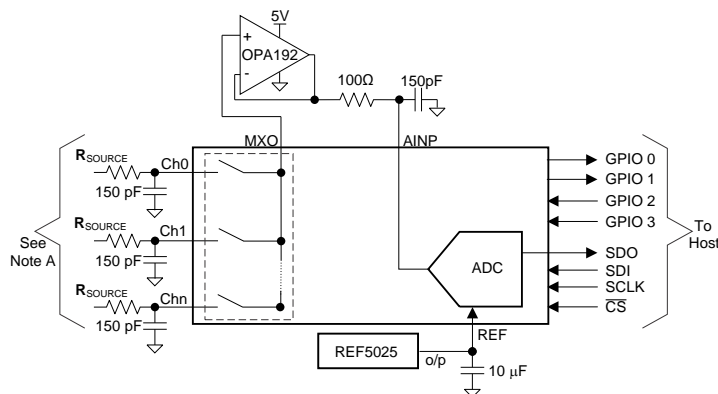 5V
+
OPA192
-
100Ω
150pF
MXO
AINP
RSOURCE
Ch0
150 pF
RSOURCE
Ch1
150 pF
RSOURCE
Chn
150 pF
See
Note A
GPIO 0
GPIO 1
GPIO 2
GPIO 3
To
Host
SDO
SDI
SCLK
CS
ADC
REF
REF5025
o/p
10 µF